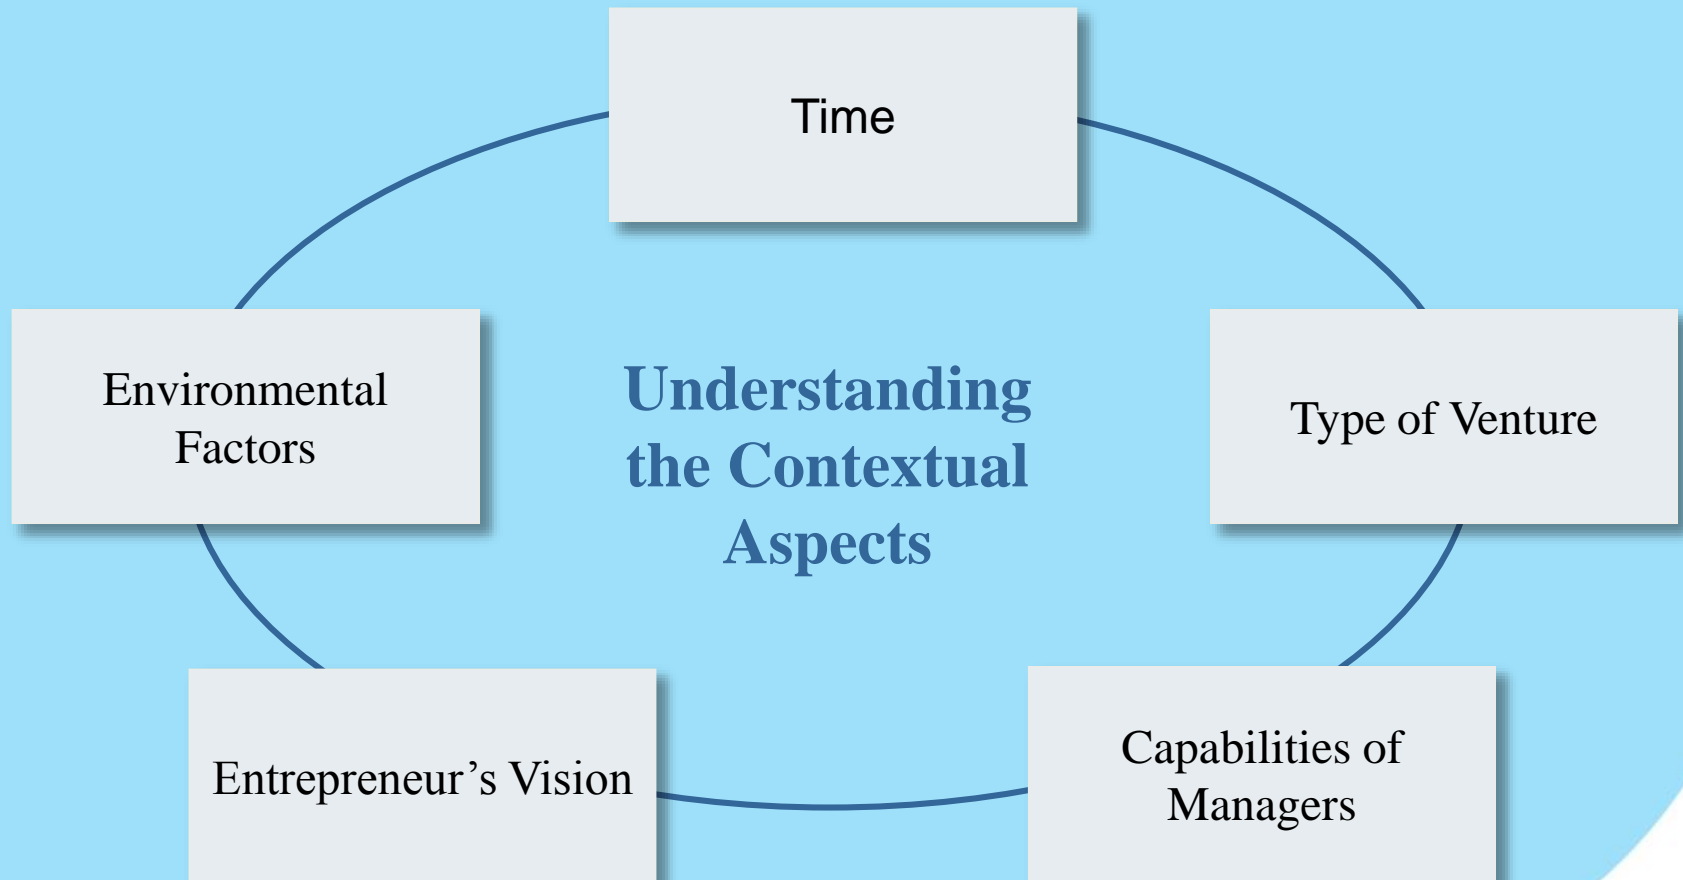 Time
Environmental
Factors
Understanding
the Contextual
Aspects
Type of Venture
Entrepreneur’s Vision
Capabilities of
Managers